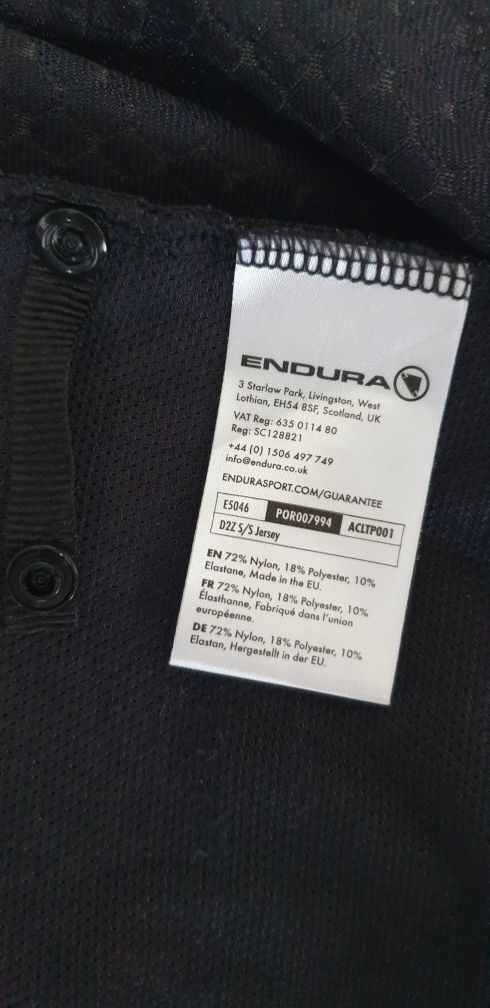 ENDURA
3 Starlaw Park, Livingston, West
Lothian, EH54 8SF, Scotland, UK
VAT Reg: 635 0114 80
Reg: SC128821
+44 (0) 1506 497 749
info@endura.co.uk
ENDURASPORT.COM/GUARANTEE
E5046 POR007994 ACLTP001
D2Z S/S Jersey
EN 72% Nylon, 18% Polyester, 10%
Elastane, Made in the EU.
FR 72% Nylon, 18% Polyester, 10%
Élasthanne, Fabriqué dans l'union
européenne.
DE 72% Nylon, 18% Polyester, 10%
Elastan, Hergestellt in der EU.